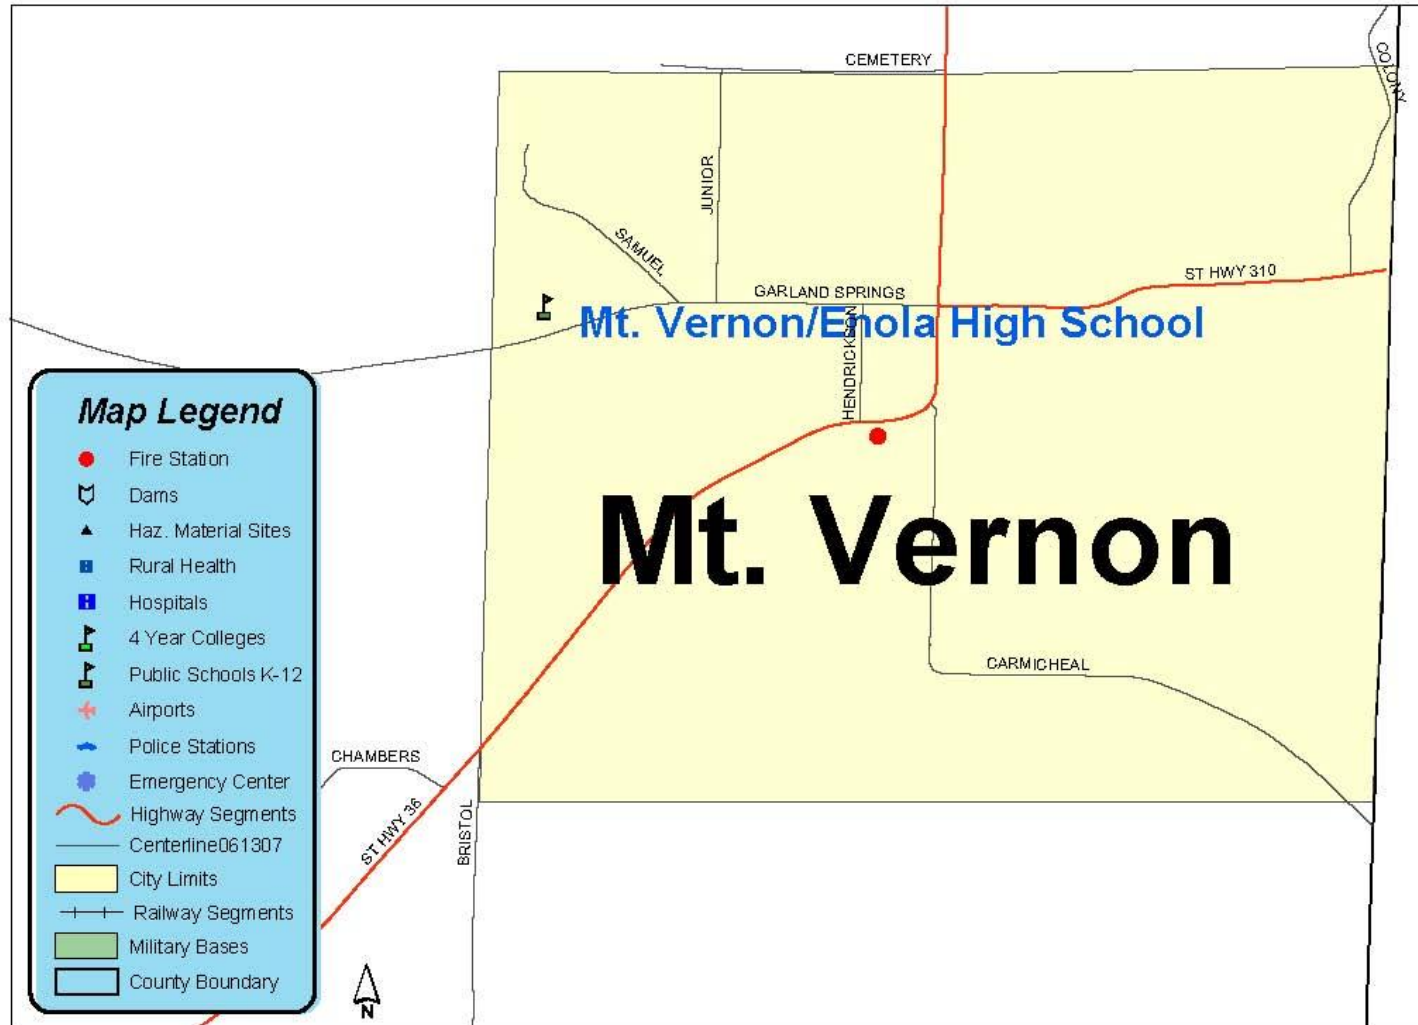 CEMETERY
COLONY
JUNIOR
SAMUEL
ST HWY 310
GARLAND SPRINGS
Mt. Vernon/Enola High School
HENDRICKSON
Mt. Vernon
CARMICHEAL
CHAMBERS
ST HWY 36
BRISTOL
Map Legend
Fire Station
Dams
Haz. Material Sites
Rural Health
Hospitals
4 Year Colleges
Public Schools K-12
Airports
Police Stations
Emergency Center
Highway Segments
Centerline061307
City Limits
Railway Segments
Military Bases
County Boundary
N